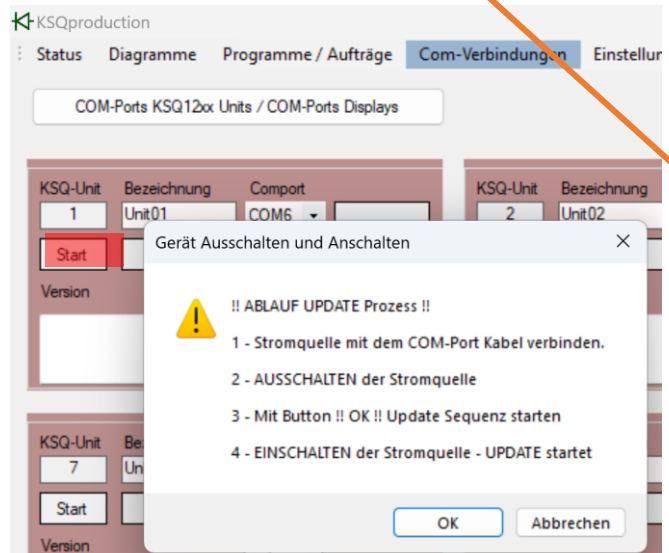 KSQproduction
Status Diagramme Programme / Aufträge Com-Verbindungen
COM-Ports KSQ12xx Units / COM-Ports Displays
KSQ-Unit Bezeichnung Comport KSQ-Unit Bezeichnung
1 Unit01 COM6 2 Unit02
Start
Version
Gerät Ausschalten und Anschalten
!! ABLAUF UPDATE Prozess !!
1 - Stromquelle mit dem COM-Port Kabel verbinden.
2 - AUSSCHALTEN der Stromquelle
3 - Mit Button !! OK !! Update Sequenz starten
4 - EINSCHALTEN der Stromquelle - UPDATE startet
KSQ-Unit
7
Start
Version
OK Abbrechen